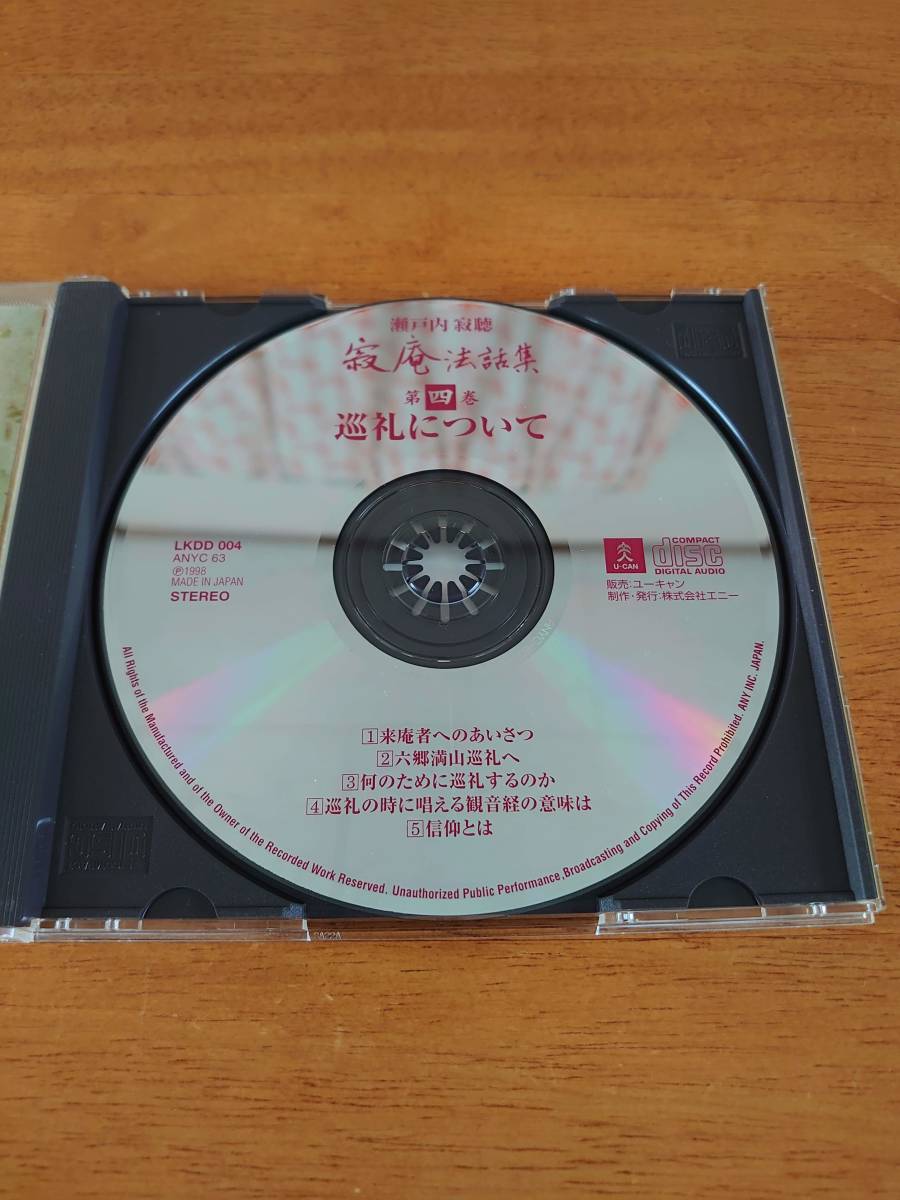 瀬戸内 寂聴
寂庵法話集
第四巻
巡礼について
LKDD 004
ANYC 63
Ⓟ1998
MADE IN JAPAN
STEREO
U-CAN
COMPACT
disc
DIGITAL AUDIO
販売:ユーキャン
制作・発行:株式会社エニー
1 来庵者へのあいさつ
2 六郷満山巡礼へ
3 何のために巡礼するのか
4 巡礼の時に唱える観音経の意味は
5 信仰とは
All Rights of the Manufactured and of the Owner of the Recorded Work Reserved. Unauthorized Public Performance,Broadcasting and Copying of This Record Prohibited. ANY INC. JAPAN.